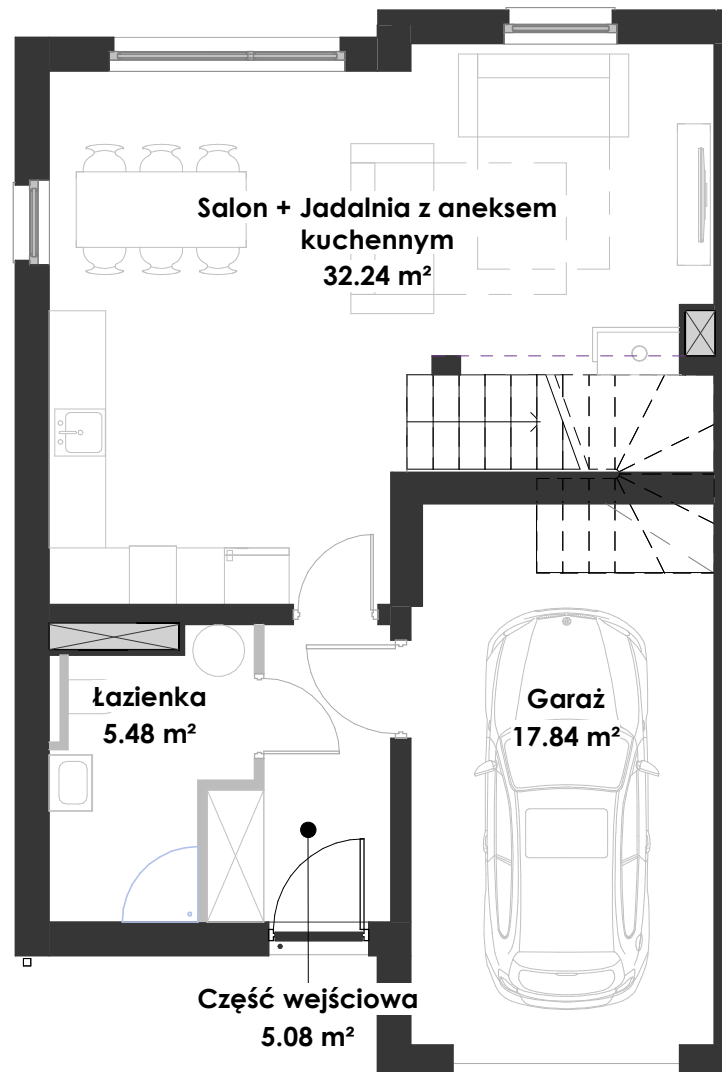 Salon + Jadalnia z aneksem
kuchennym
32.24 m²
Łazienka
5.48 m²
Garaż
17.84 m²
Część wejściowa
5.08 m²